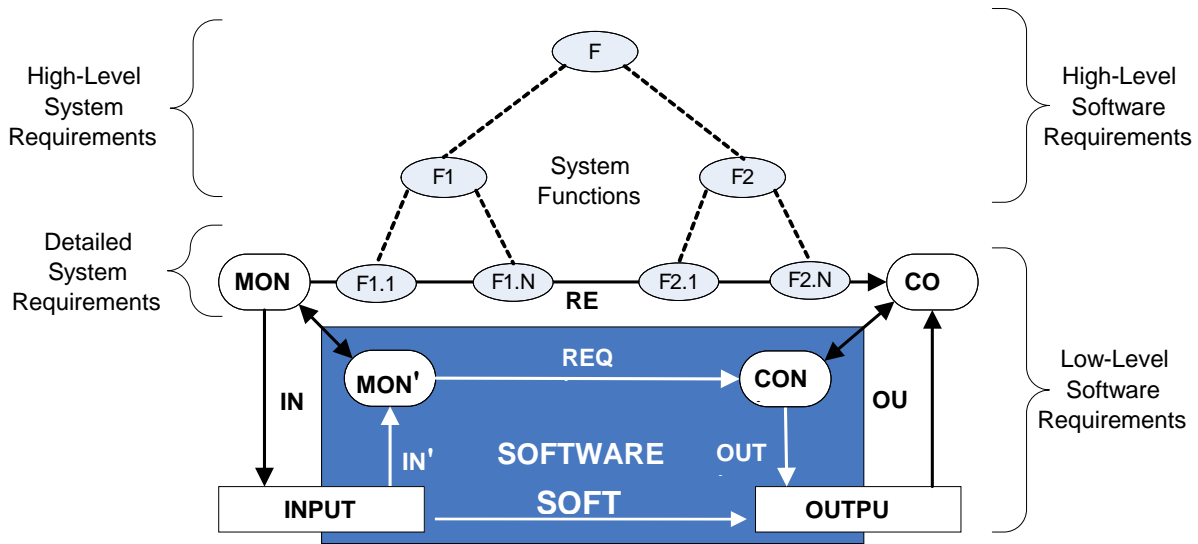 F
High-Level
System
Requirements
High-Level
Software
Requirements
F1
System
Functions
F2
Detailed
System
Requirements
MON
F1.1
F1.N
F2.1
F2.N
CO
RE
MON'
REQ
CON
IN
OU
Low-Level
Software
Requirements
IN'
SOFTWARE
OUT
INPUT
SOFT
OUTPU